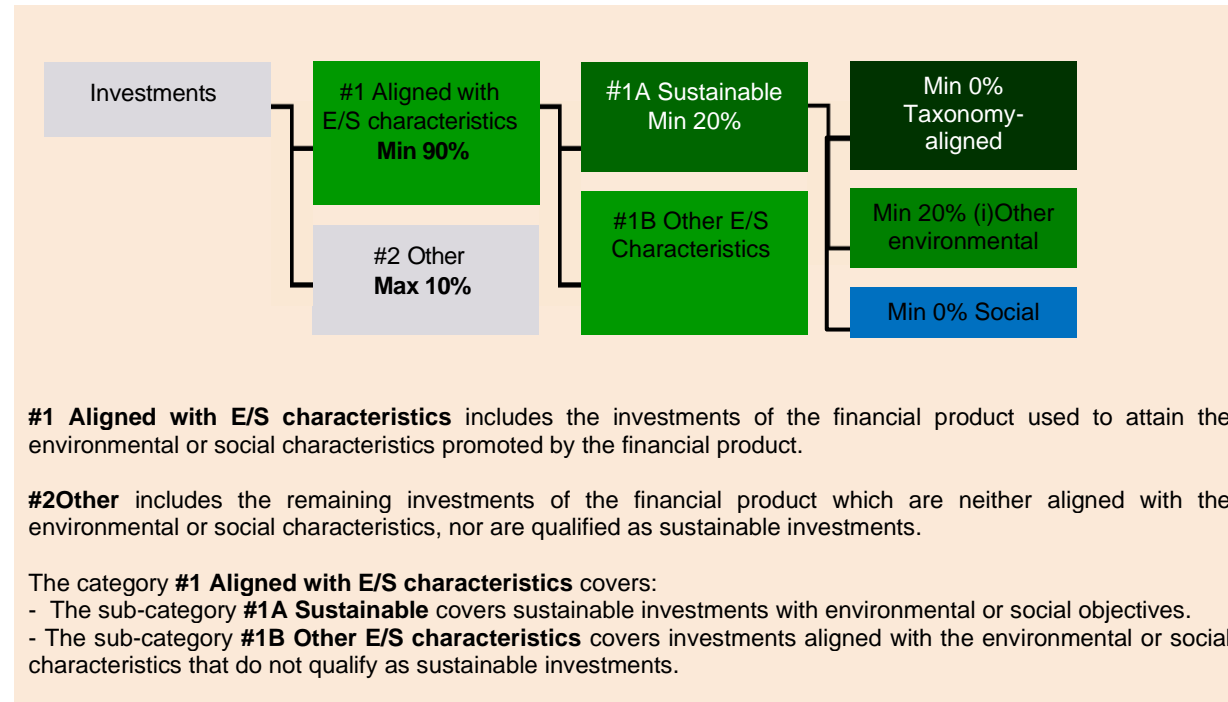 Investments
#1 Aligned with
E/S characteristics
Min 90%
#2 Other
Max 10%
#1A Sustainable
Min 20%
#1B Other E/S
Characteristics
Min 0%
Taxonomy-
aligned
Min 20% (i)Other
environmental
Min 0% Social
#1 Aligned with E/S characteristics includes the investments of the financial product used to attain the
environmental or social characteristics promoted by the financial product.
#2Other includes the remaining investments of the financial product which are neither aligned with the
environmental or social characteristics, nor are qualified as sustainable investments.
The category #1 Aligned with E/S characteristics covers:
- The sub-category #1A Sustainable covers sustainable investments with environmental or social objectives.
- The sub-category #1B Other E/S characteristics covers investments aligned with the environmental or social
characteristics that do not qualify as sustainable investments.